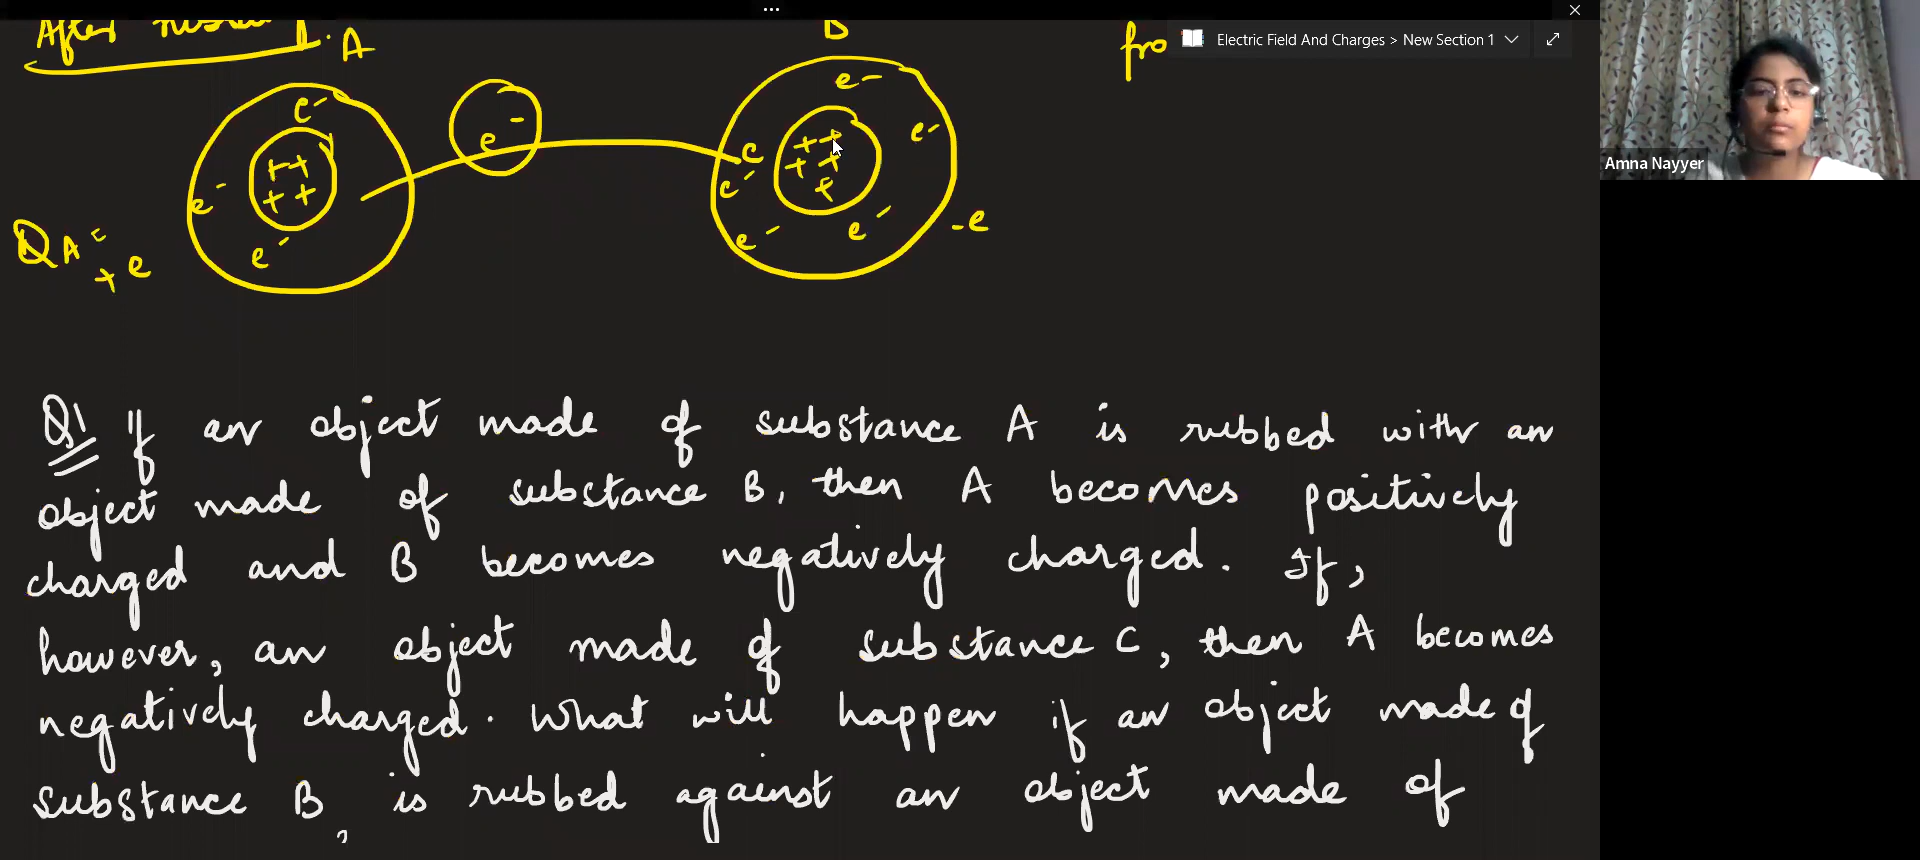 After
A
B
fro
Electric Field And Charges > New Section 1
e-
e-
e-
++
++
e-
QA =
+e
e-
e-
e
e-
e-
e-
++
++
+
-e
Amna Nayyer
Q1 If an object made of substance A is rubbed with an
object made of substance B, then A becomes positively
charged and B becomes negatively charged. If,
however, an object made of substance C, then A becomes
negatively charged. What will happen if an object made of
substance B, is rubbed against an object made of